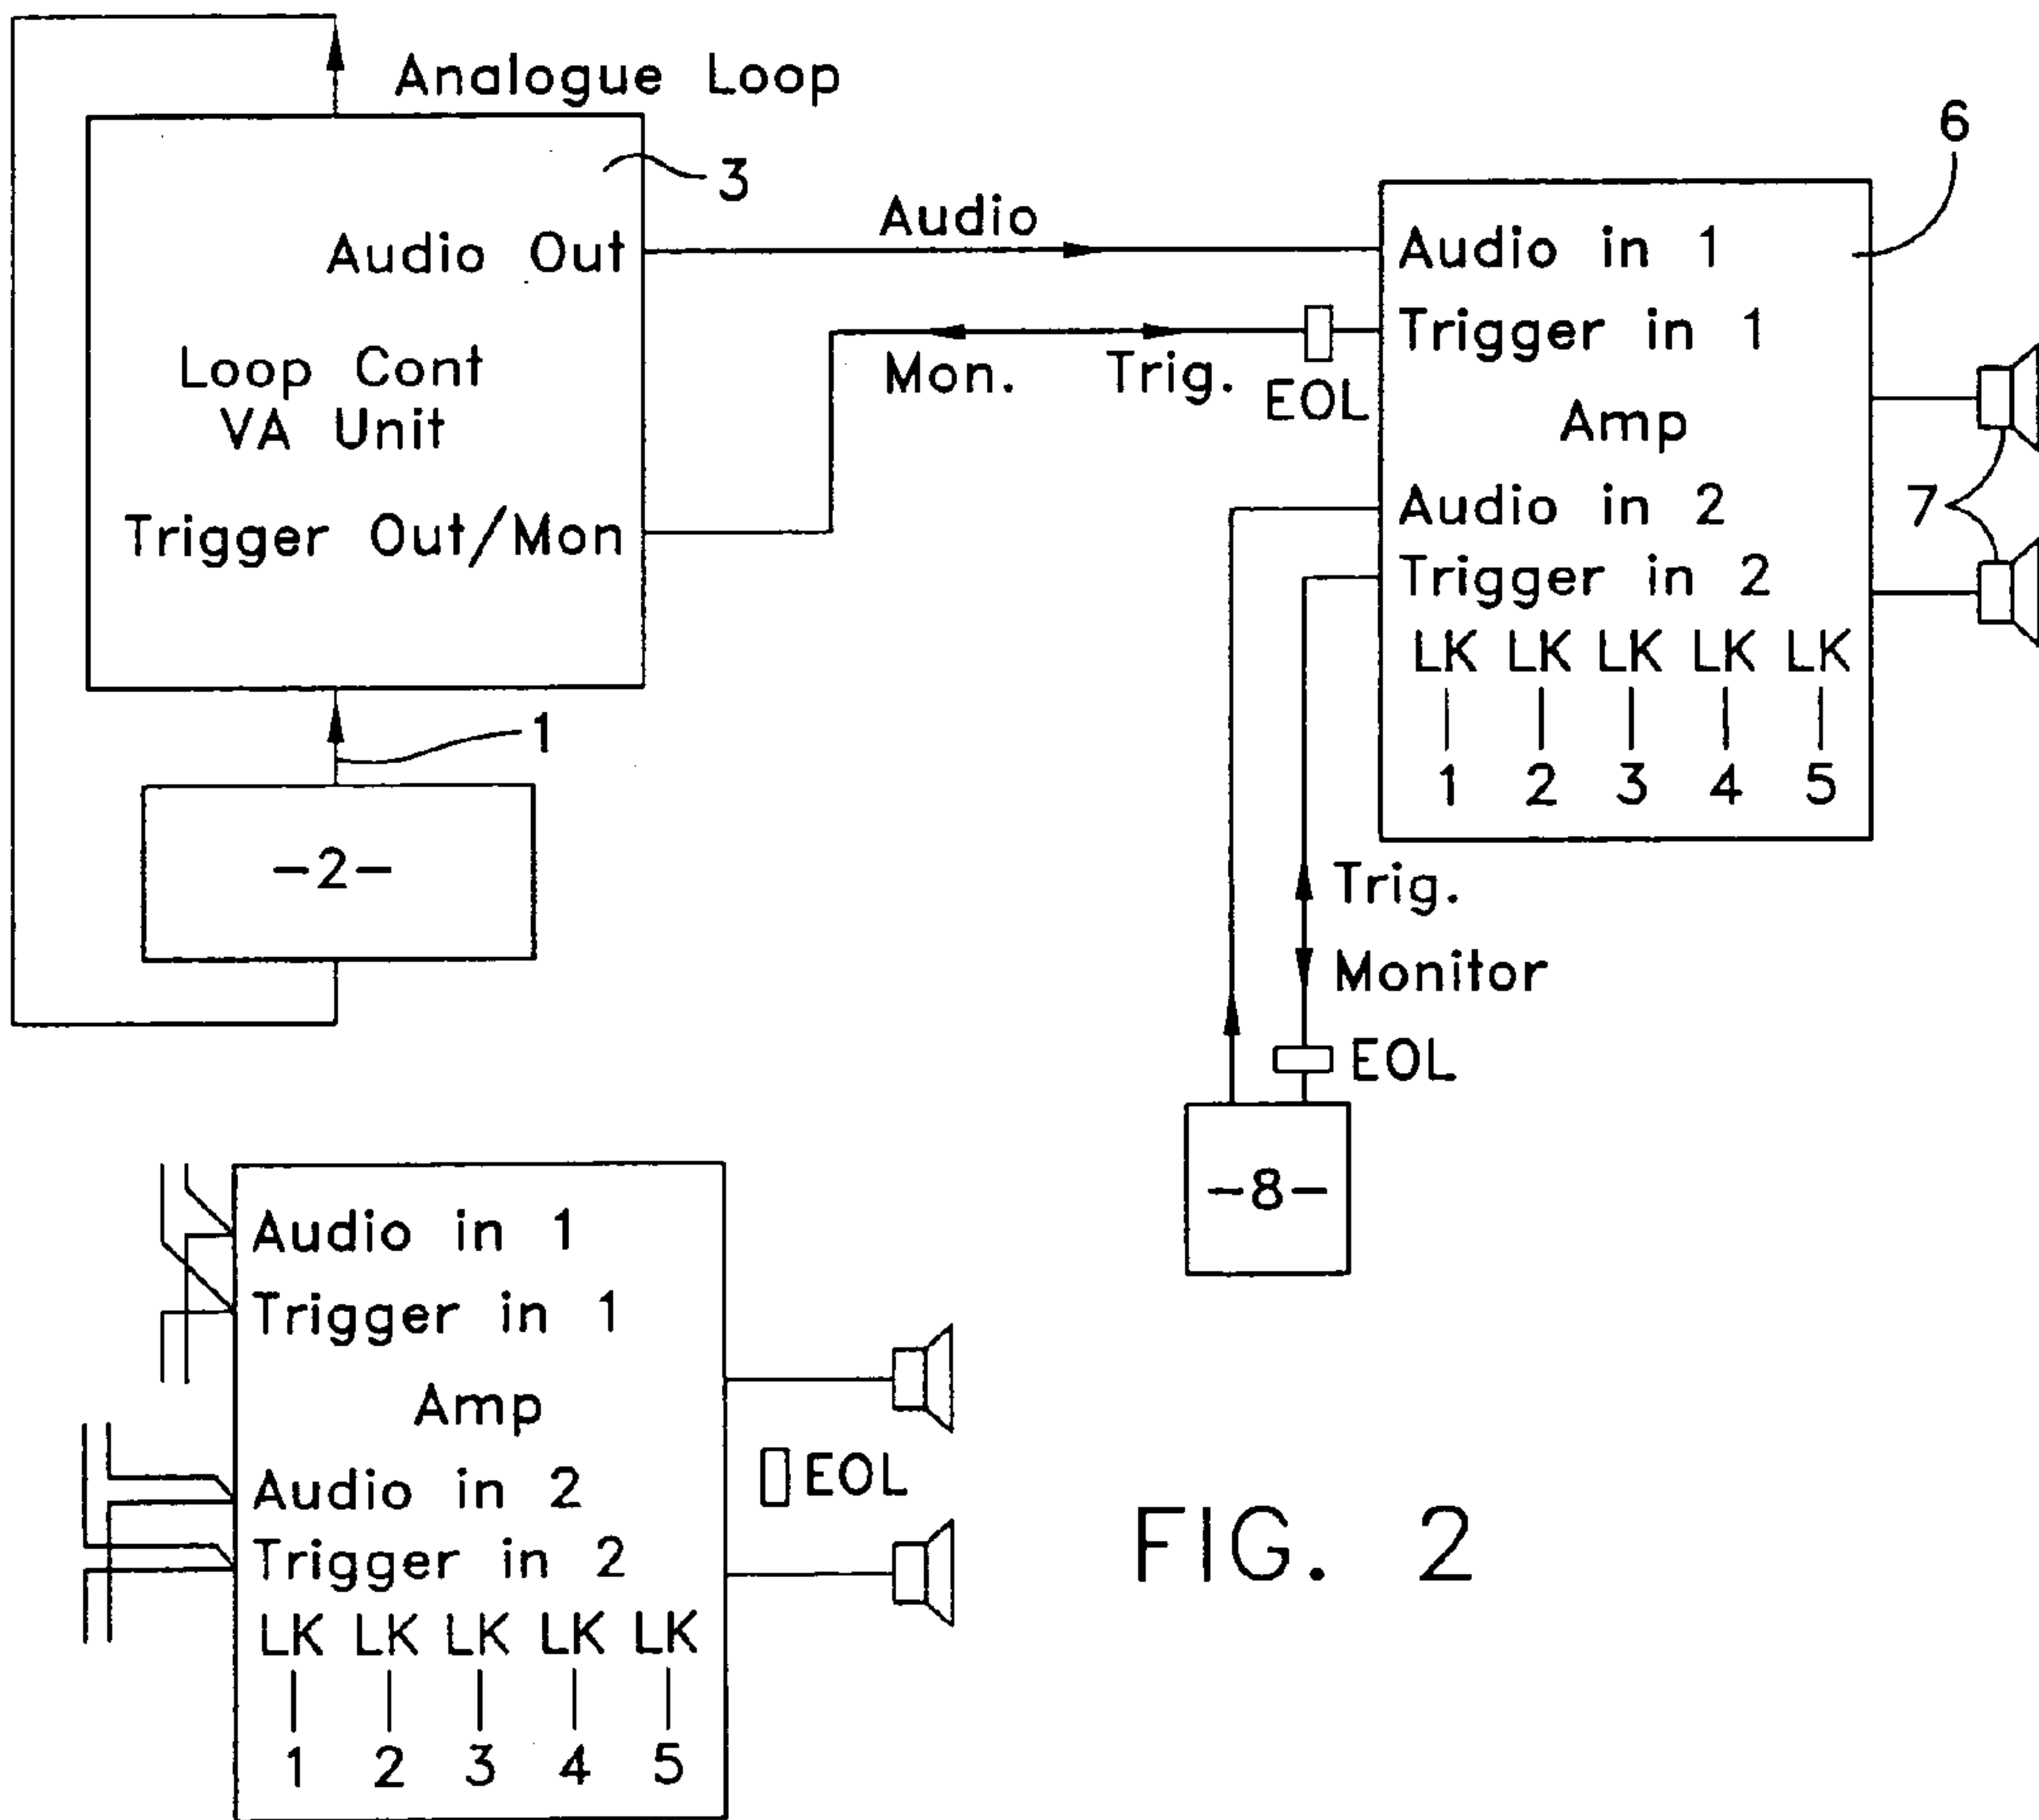 Analogue Loop
3
Audio Out
Loop Cont
VA Unit
Trigger Out/Mon
1
-2-
Audio
Mon.
Trig.
EOL
6
Audio in 1
Trigger in 1
Amp
Audio in 2
Trigger in 2
LK LK LK LK LK
1 2 3 4 5
7
Trig.
Monitor
EOL
-8-
Audio in 1
Trigger in 1
Amp
Audio in 2
Trigger in 2
LK LK LK LK LK
1 2 3 4 5
EOL
FIG. 2